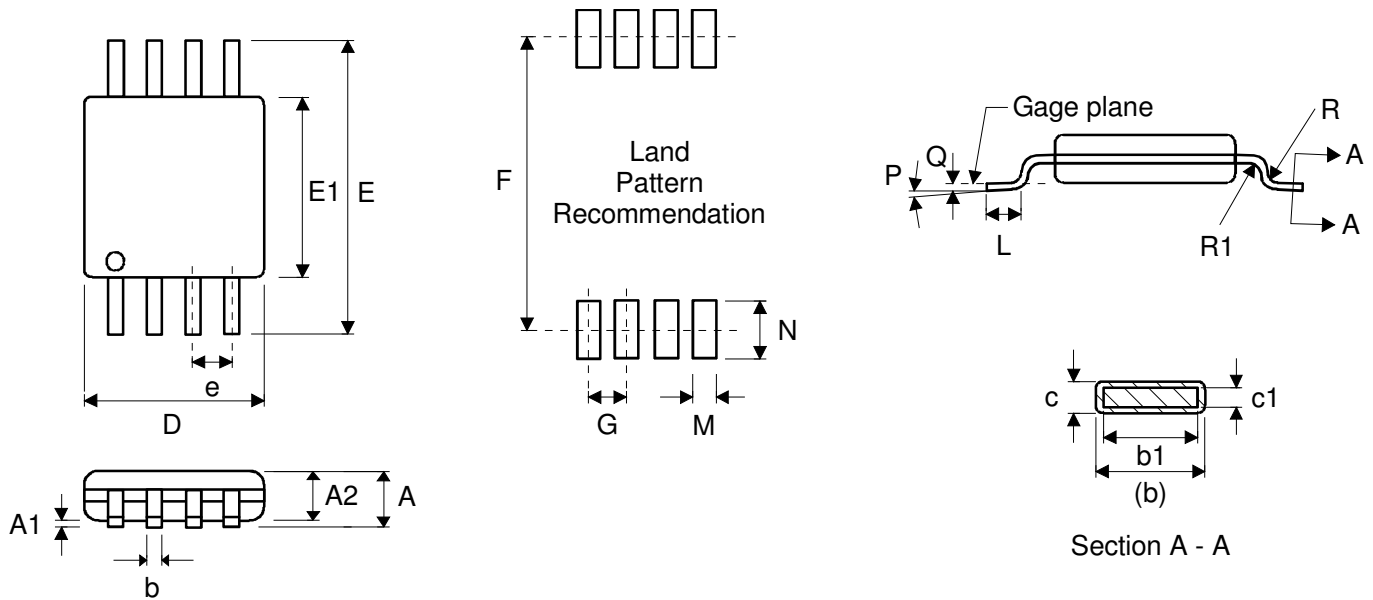 E1
E
e
D
A1
A2
A
b
F
Land
Pattern
Recommendation
N
G
M
Gage plane
R
Q
P
A
L
R1
A
c
c1
b1
(b)
Section A - A